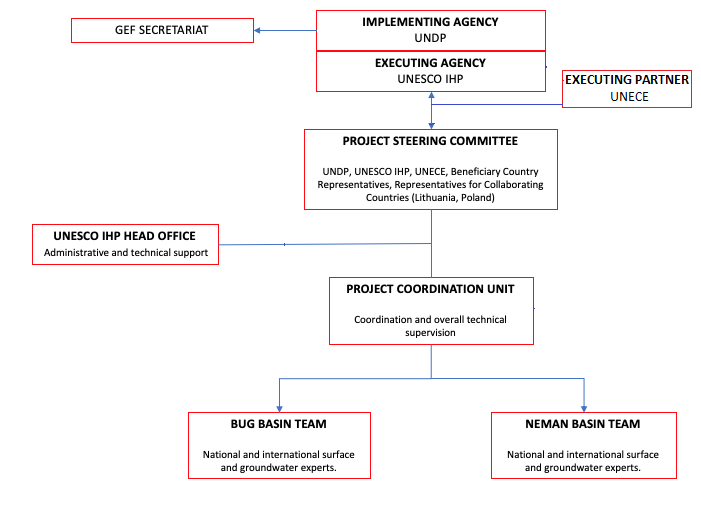 IMPLEMENTING AGENCY
UNDP
GEF SECRETARIAT
EXECUTING AGENCY
UNESCO IHP
EXECUTING PARTNER
UNECE
PROJECT STEERING COMMITTEE
UNDP, UNESCO IHP, UNECE, Beneficiary Country
Representatives, Representatives for Collaborating
Countries (Lithuania, Poland)
UNESCO IHP HEAD OFFICE
Administrative and technical support
PROJECT COORDINATION UNIT
Coordination and overall technical
supervision
BUG BASIN TEAM
National and international surface
and groundwater experts.
NEMAN BASIN TEAM
National and international surface
and groundwater experts.